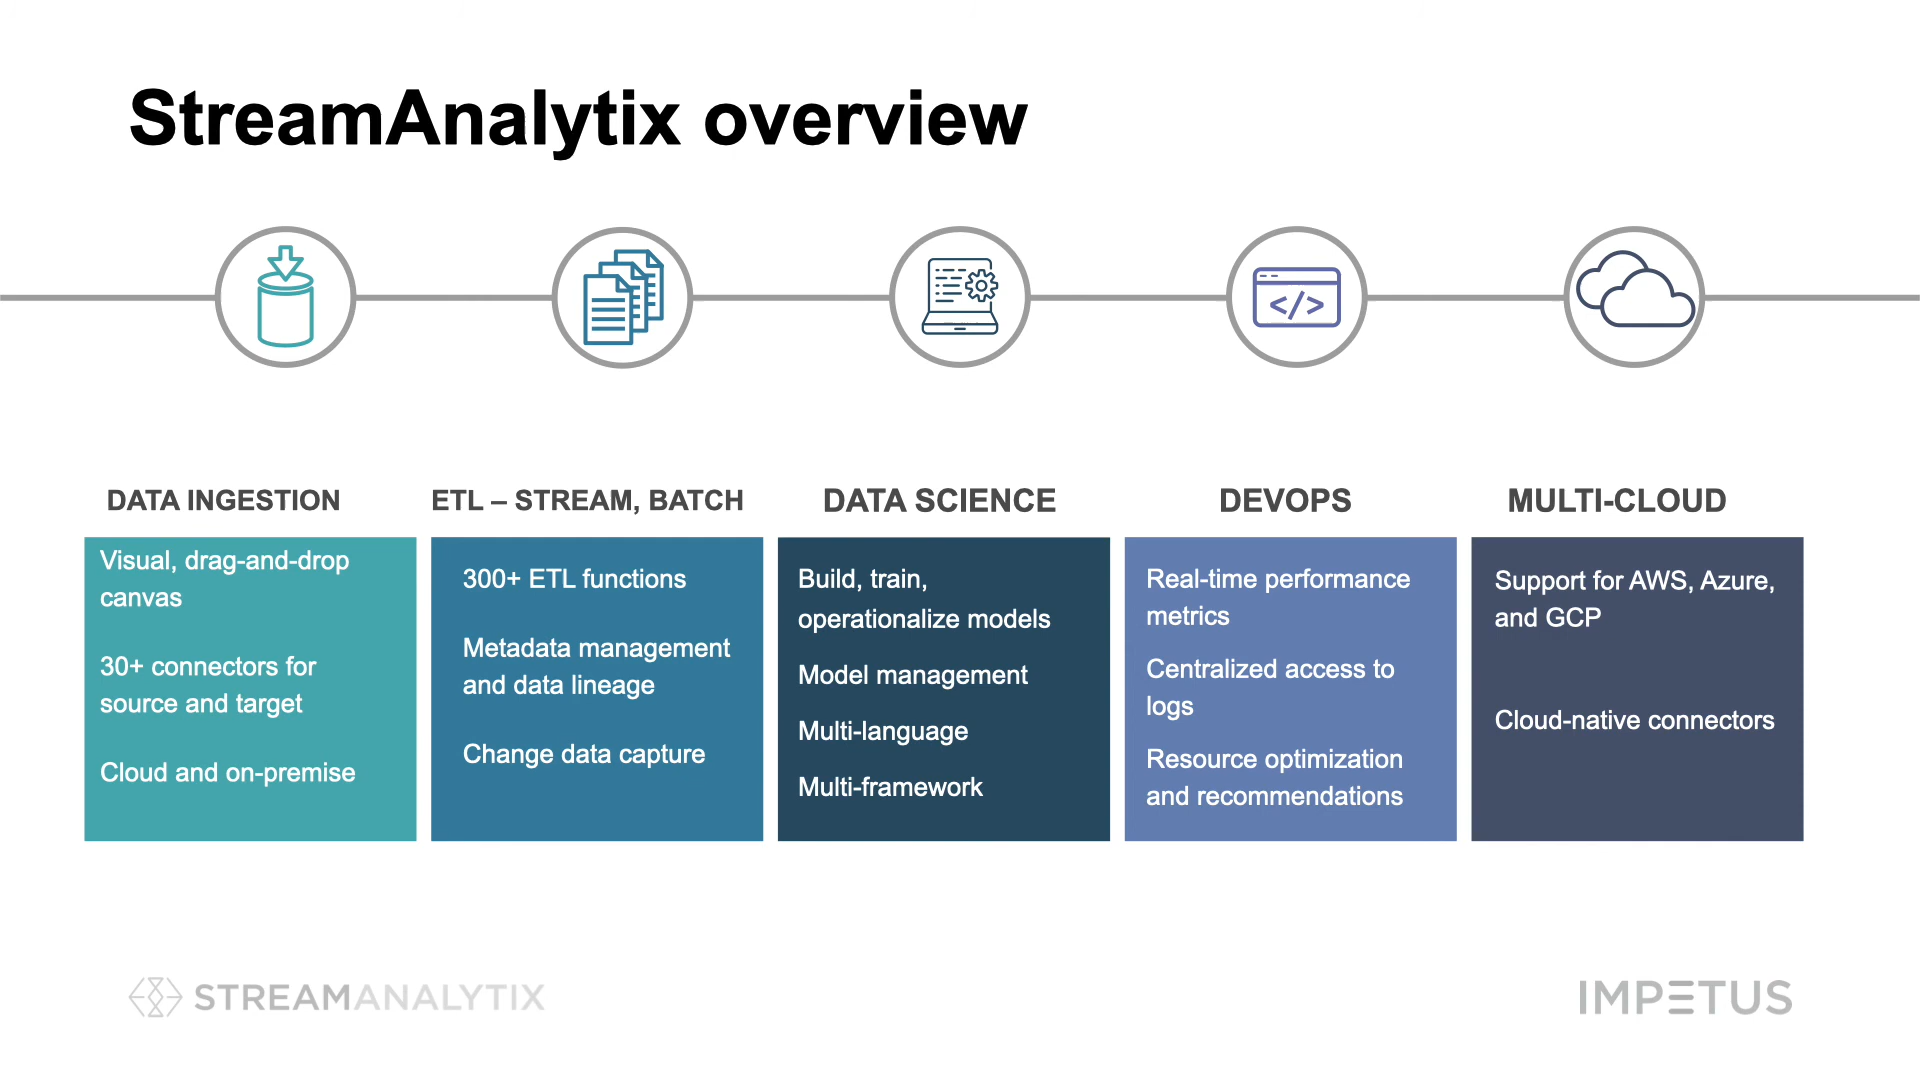 StreamAnalytix overview
</>
DATA INGESTION
Visual, drag-and-drop
canvas
30+ connectors for
source and target
Cloud and on-premise
ETL – STREAM, BATCH
300+ ETL functions
Metadata management
and data lineage
Change data capture
DATA SCIENCE
Build, train,
operationalize models
Model management
Multi-language
Multi-framework
DEVOPS
Real-time performance
metrics
Centralized access to
logs
Resource optimization
and recommendations
MULTI-CLOUD
Support for AWS, Azure,
and GCP
Cloud-native connectors
STREAMANALYTIX
IMPETUS